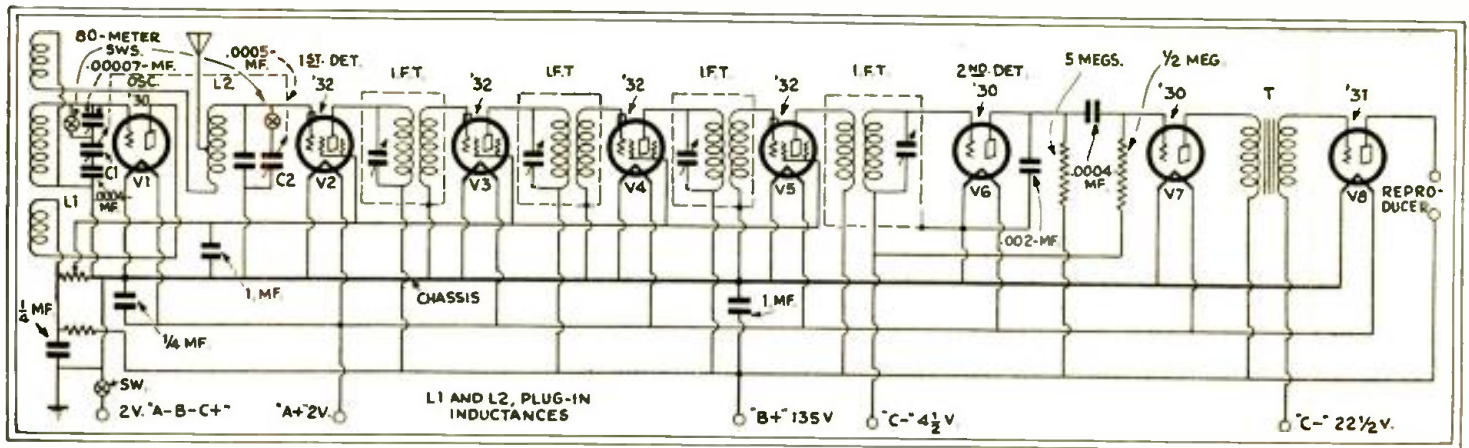 80-METER
SWS.
.00007-MF.
OSC.
'30
.0005-
MF.
1ST. DET.
'32
L2
I.F.T.
'32
I.F.T.
'32
I.F.T.
'32
I.F.T.
2ND. DET.
'30
5 MEGS.
1/2 MEG.
'30
T
'31
C1
V1
.0004-
MF.
L1
C2
V2
V3
V4
V5
V6
.0004
MF
V7
V8
REPRO-
DUCER
.002-MF.
1 MF.
CHASSIS
1 MF.
1/4 MF.
1/4 MF.
SW.
2V. "A-B-C+"
"A+" 2V.
L1 AND L2, PLUG-IN
INDUCTANCES
"B+" 135 V
"C-" 4 1/2 V.
"C-" 22 1/2 V.